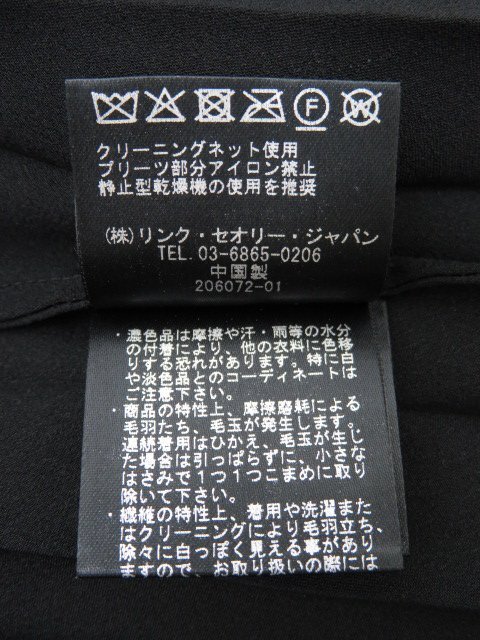 F
W
クリーニングネット使用
プリーツ部分アイロン禁止
静止型乾燥機の使用を推奨
(株)リンク・セオリー・ジャパン
TEL. 03-6865-0206
中国製
206072-01
・濃色品は摩擦や汗・雨等の水分
の付着により、他の衣料に色移
りする恐れがあります。特に白
や淡色品とのコーディネートは
ご注意下さい。
・商品の特性上、摩擦磨耗による
毛羽たち、毛玉が発生します。
連続着用はひかえ、毛玉が生じ
た場合は引っぱらずに、小さな
はさみで1つ1つこまめに取り
除いて下さい。
・繊維の特性上、着用や洗濯また
はクリーニングにより毛羽立ち、
除々に白っぽく見える事があり
ますので、お取り扱いの際には